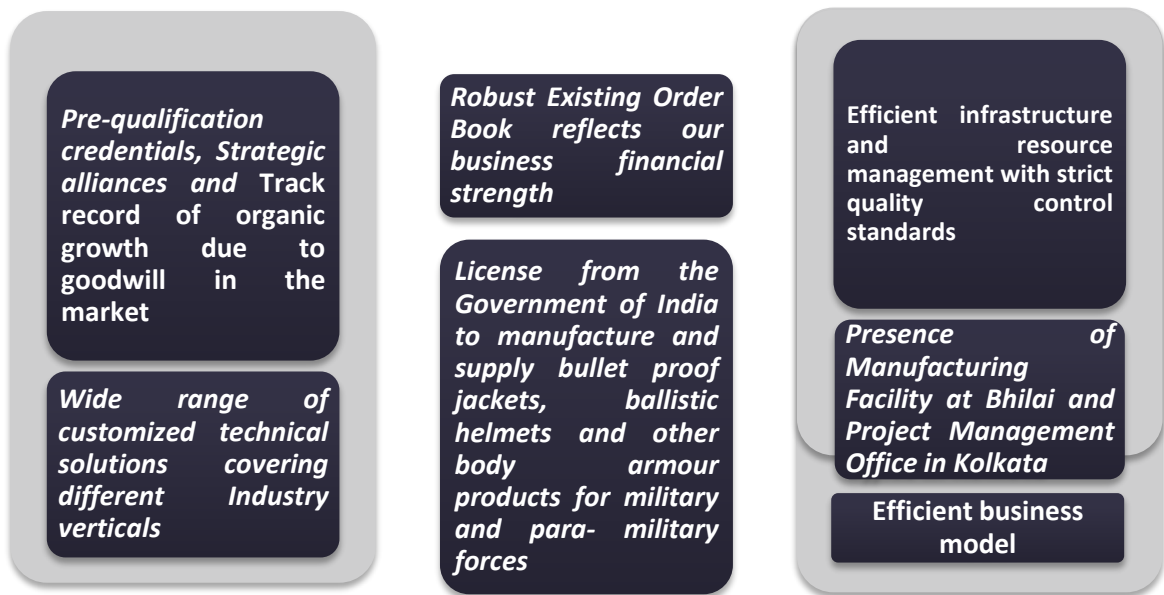 Pre-qualification
credentials, Strategic
alliances and Track
record of organic
growth due to
goodwill in the
market
Wide range of
customized technical
solutions covering
different Industry
verticals
Robust Existing Order
Book reflects our
business financial
strength
License from the
Government of India
to manufacture and
supply bullet proof
jackets, ballistic
helmets and other
body armour
products for military
and para- military
forces
Efficient infrastructure
and resource
management with strict
quality control
standards
Presence of
Manufacturing
Facility at Bhilai and
Project Management
Office in Kolkata
Efficient business
model